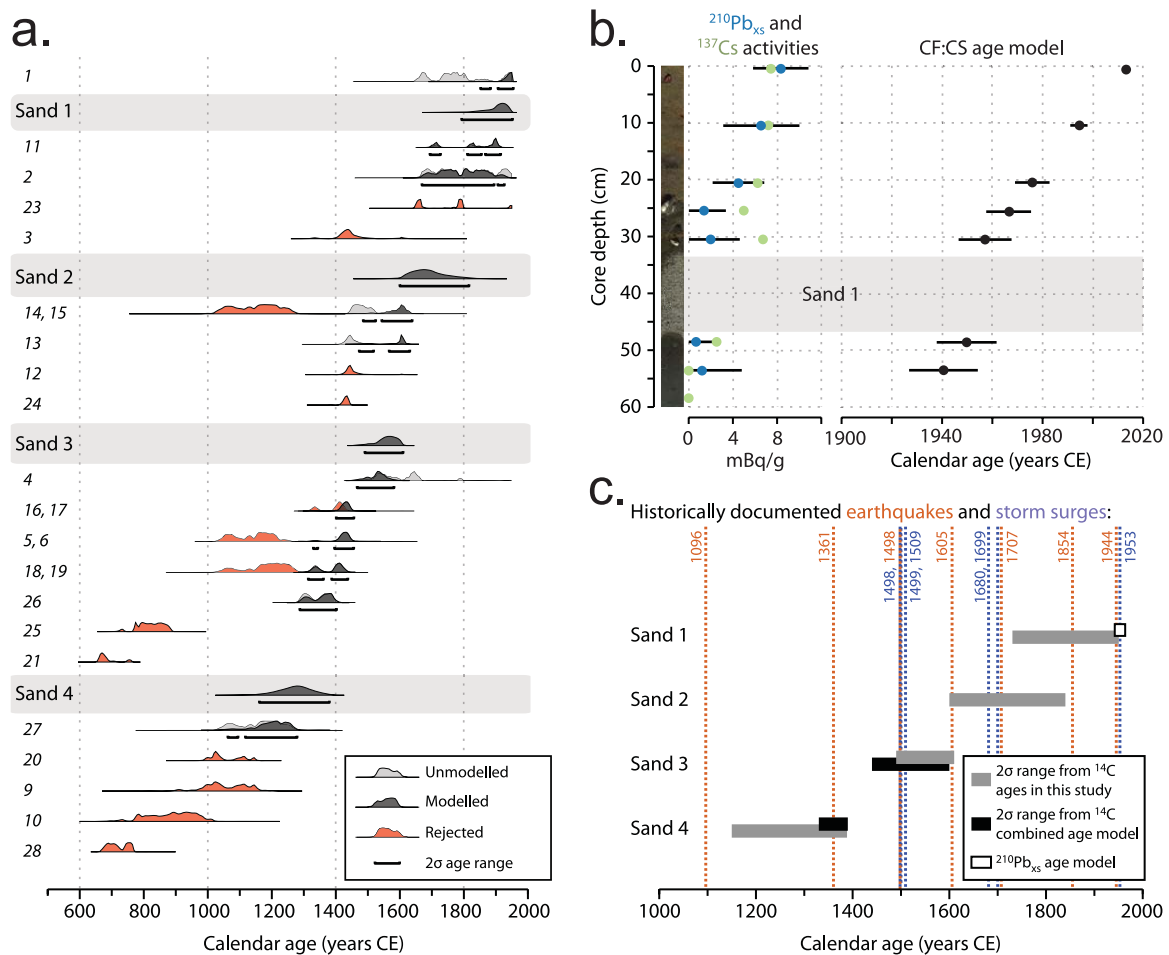 a.
1
Sand 1
11
2
23
3
Sand 2
14, 15
13
12
24
Sand 3
4
16, 17
5, 6
18, 19
26
25
21
Sand 4
27
20
9
10
28
Unmodelled
Modelled
Rejected
2σ age range
600 800 1000 1200 1400 1600 1800 2000
Calendar age (years CE)
b.
210Pbxs and
137Cs activities
CF:CS age model
0
10
20
30
40
50
60
Core depth (cm)
Sand 1
0 4 8
mBq/g
1900 1940 1980 2020
Calendar age (years CE)
c.
Historically documented earthquakes and storm surges:
1096
1361
1498, 1498
1499, 1509
1605
1680, 1699
1707
1854
1944
1953
Sand 1
Sand 2
Sand 3
Sand 4
2σ range from 14C
ages in this study
2σ range from 14C
combined age model
210Pbxs age model
1000 1200 1400 1600 1800 2000
Calendar age (years CE)